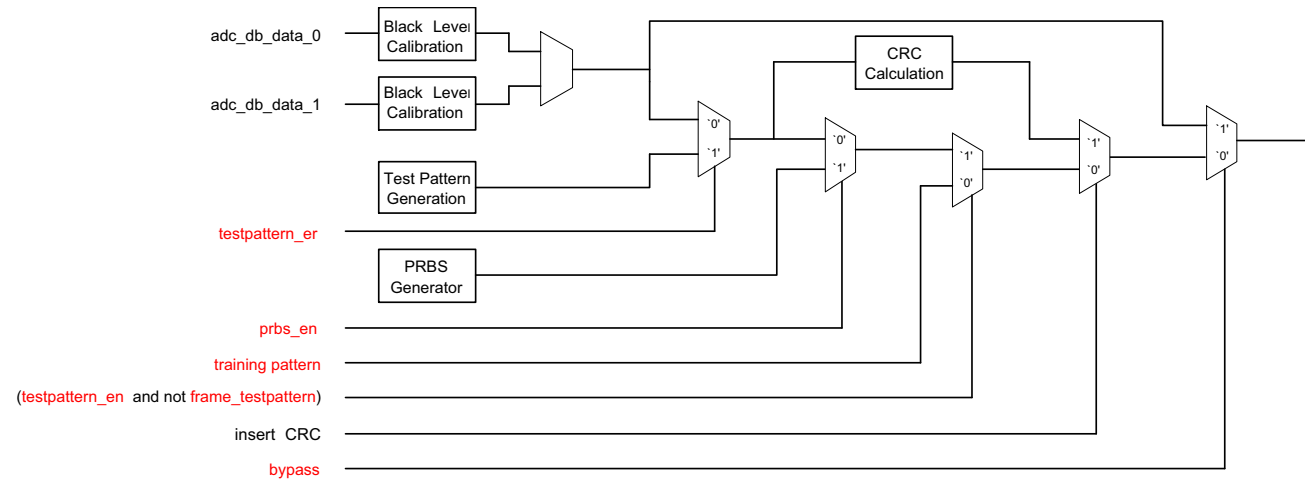 adc_db_data_0
Black Level
Calibration
CRC
Calculation
adc_db_data_1
Black Level
Calibration
`0'
`1'
`0'
`1'
`1'
`0'
`1'
`0'
`1'
`0'
Test Pattern
Generation
testpattern_er
PRBS
Generator
prbs_en
training pattern
(testpattern_en and not frame_testpattern)
insert CRC
bypass